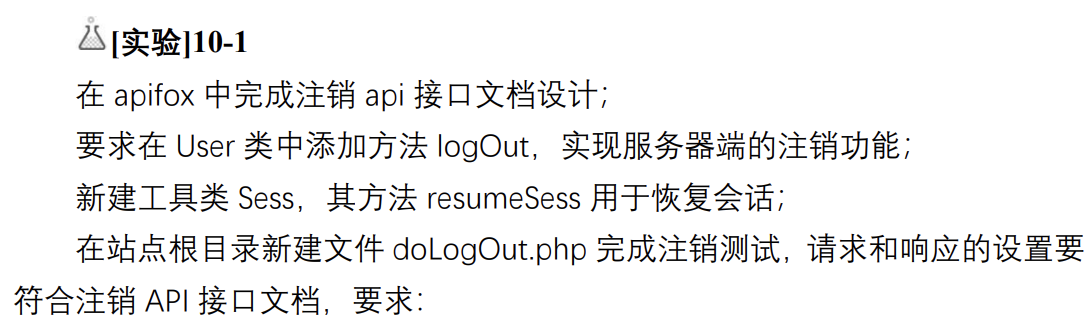 [实验]10-1
在 apifox 中完成注销 api 接口文档设计；
要求在 User 类中添加方法 logOut，实现服务器端的注销功能；
新建工具类 Sess，其方法 resumeSess 用于恢复会话；
在站点根目录新建文件 doLogOut.php 完成注销测试，请求和响应的设置要
符合注销 API 接口文档，要求：